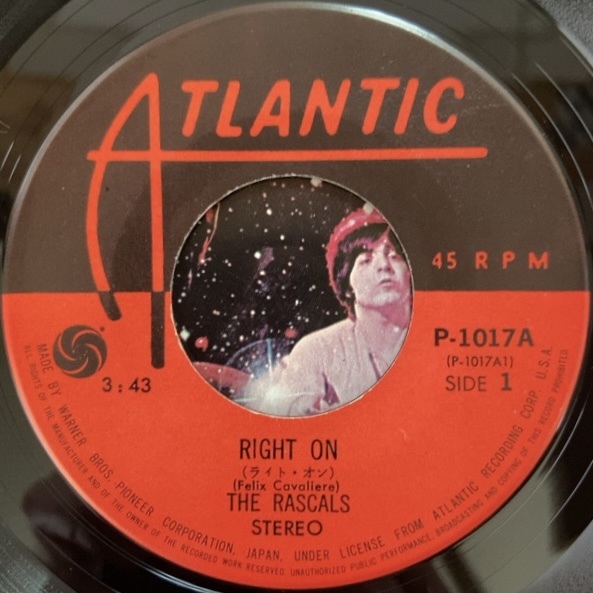 ATLANTIC
45 RPM
P-1017A
(P-1017A1)
3:43
SIDE 1
RIGHT ON
(ライト・オン)
(Felix Cavaliere)
THE RASCALS
STEREO
MADE BY WARNER BROS. PIONEER CORPORATION, JAPAN, UNDER LICENSE FROM ATLANTIC RECORDING CORP. U.S.A.
ALL RIGHTS OF THE MANUFACTURER AND OF THE OWNER OF THE RECORDED WORK RESERVED. UNAUTHORIZED PUBLIC PERFORMANCE, BROADCASTING AND COPYING OF THIS RECORD PROHIBITED